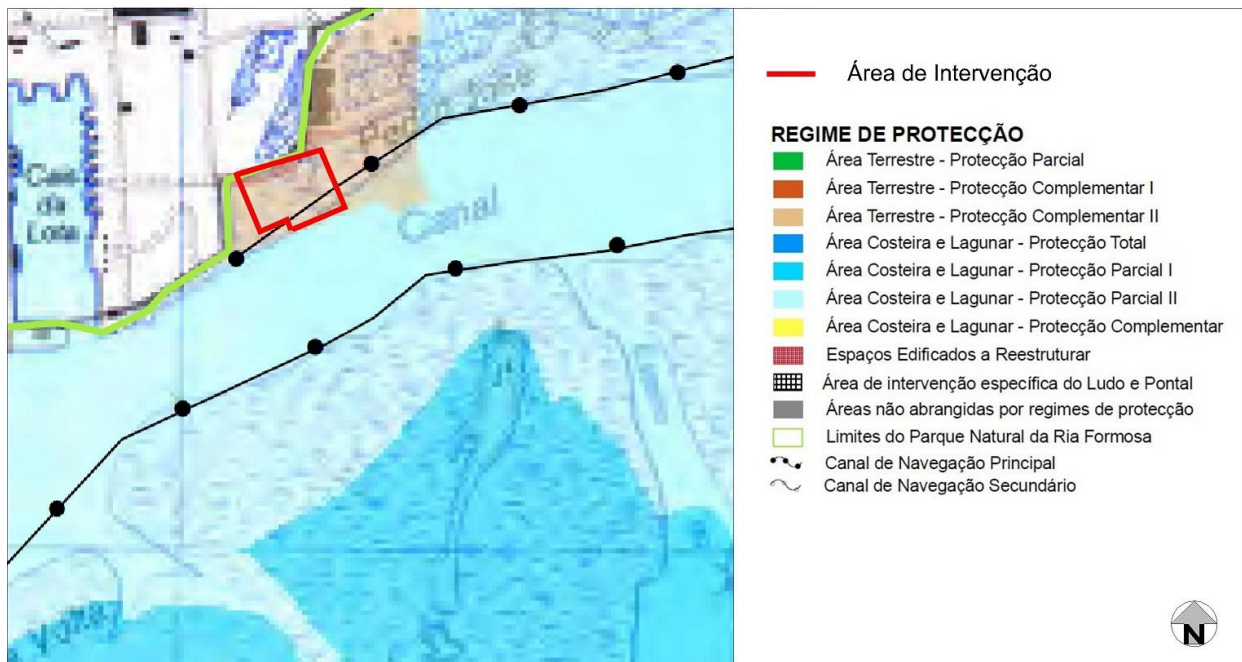 Cais
da
Lota
Canal
Volta
Área de Intervenção
REGIME DE PROTECÇÃO
Área Terrestre - Protecção Parcial
Área Terrestre - Protecção Complementar I
Área Terrestre - Protecção Complementar II
Área Costeira e Lagunar - Protecção Total
Área Costeira e Lagunar - Protecção Parcial I
Área Costeira e Lagunar - Protecção Parcial II
Área Costeira e Lagunar - Protecção Complementar
Espaços Edificados a Reestruturar
Área de intervenção específica do Ludo e Pontal
Áreas não abrangidas por regimes de protecção
Limites do Parque Natural da Ria Formosa
Canal de Navegação Principal
Canal de Navegação Secundário
N